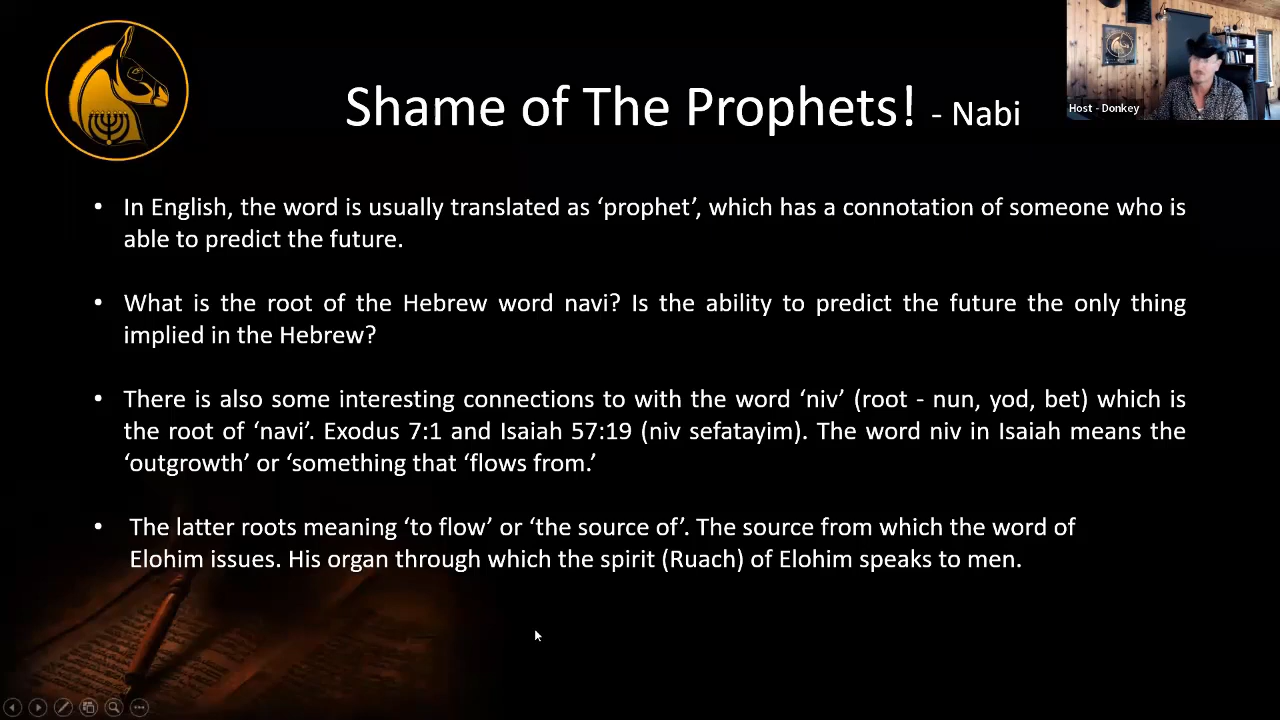 Shame of The Prophets! - Nabi
Host - Donkey
• In English, the word is usually translated as ‘prophet’, which has a connotation of someone who is
able to predict the future.
• What is the root of the Hebrew word navi? Is the ability to predict the future the only thing
implied in the Hebrew?
• There is also some interesting connections to with the word ‘niv’ (root - nun, yod, bet) which is
the root of ‘navi’. Exodus 7:1 and Isaiah 57:19 (niv sefatayim). The word niv in Isaiah means the
‘outgrowth’ or ‘something that ‘flows from.’
• The latter roots meaning ‘to flow’ or ‘the source of’. The source from which the word of
Elohim issues. His organ through which the spirit (Ruach) of Elohim speaks to men.